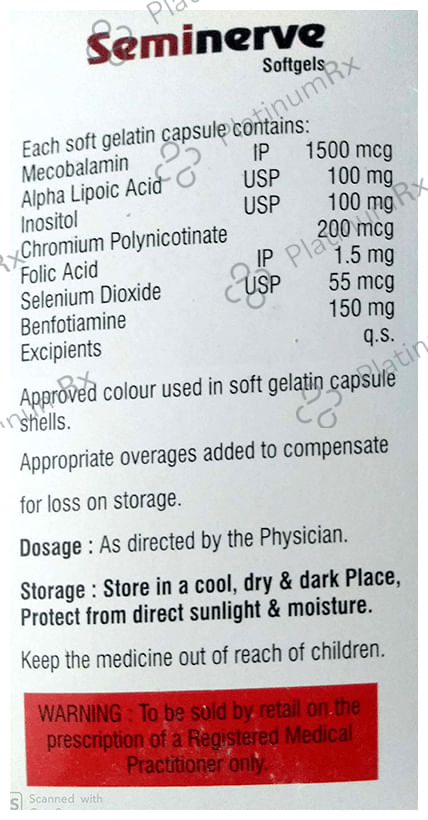 Seminerve
Softgels
Each soft gelatin capsule contains:
Mecobalamin IP 1500 mcg
Alpha Lipoic Acid USP 100 mg
Inositol USP 100 mg
Chromium Polynicotinate 200 mcg
Folic Acid IP 1.5 mg
Selenium Dioxide USP 55 mcg
Benfotiamine 150 mg
Excipients q.s.
Approved colour used in soft gelatin capsule
shells.
Appropriate overages added to compensate
for loss on storage.
Dosage : As directed by the Physician.
Storage : Store in a cool, dry & dark Place,
Protect from direct sunlight & moisture.
Keep the medicine out of reach of children.
WARNING : To be sold by retail on the
prescription of a Registered Medical
Practitioner only.
S Scanned with
PlatinumRx
PlatinumRx